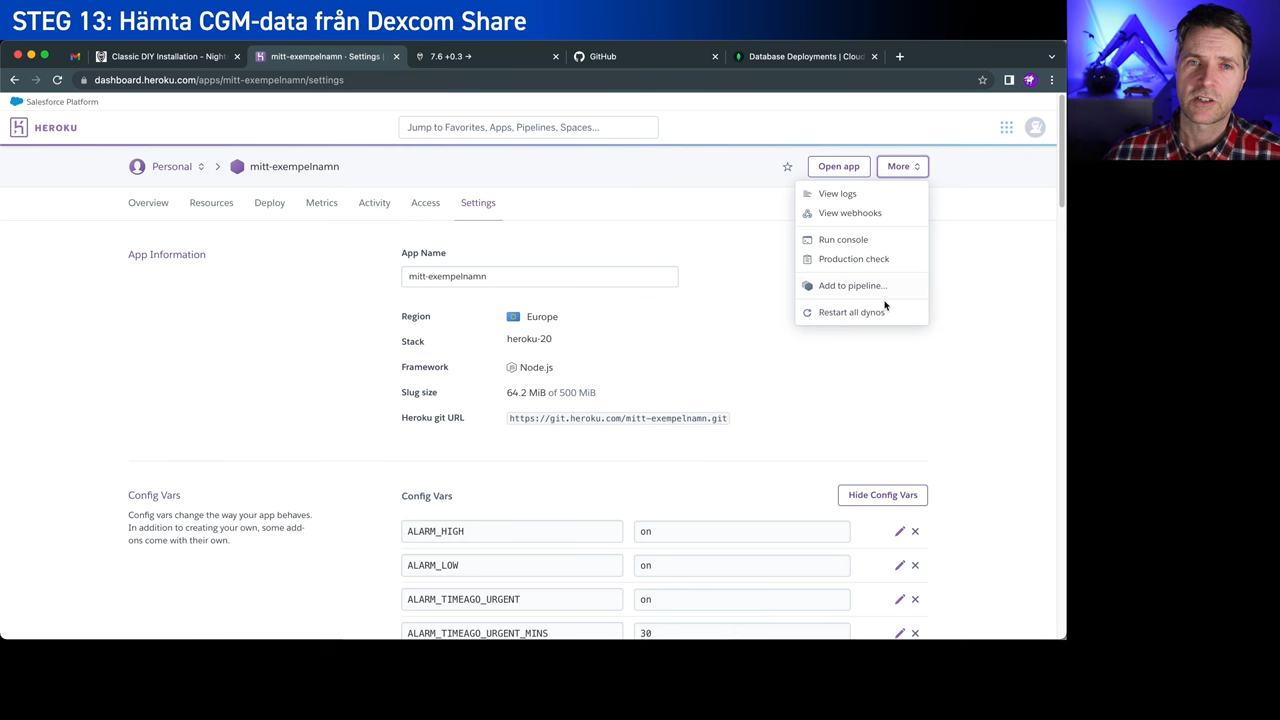 STEG 13: Hämta CGM-data från Dexcom Share
Classic DIY Installation - Night
mitt-exempelnamn · Settings |
7.6 +0.3 →
GitHub
Database Deployments | Cloud
dashboard.heroku.com/apps/mitt-exempelnamn/settings
Salesforce Platform
HEROKU
Jump to Favorites, Apps, Pipelines, Spaces...
Personal
mitt-exempelnamn
Open app
More
View logs
View webhooks
Run console
Production check
Add to pipeline...
Restart all dynos
Overview
Resources
Deploy
Metrics
Activity
Access
Settings
App Information
App Name
mitt-exempelnamn
Region
Europe
Stack
heroku-20
Framework
Node.js
Slug size
64.2 MiB of 500 MiB
Heroku git URL
https://git.heroku.com/mitt-exempelnamn.git
Config Vars
Config vars change the way your app behaves.
In addition to creating your own, some add-
ons come with their own.
Config Vars
Hide Config Vars
ALARM_HIGH
on
ALARM_LOW
on
ALARM_TIMEAGO_URGENT
on
ALARM_TIMEAGO_URGENT_MINS
30